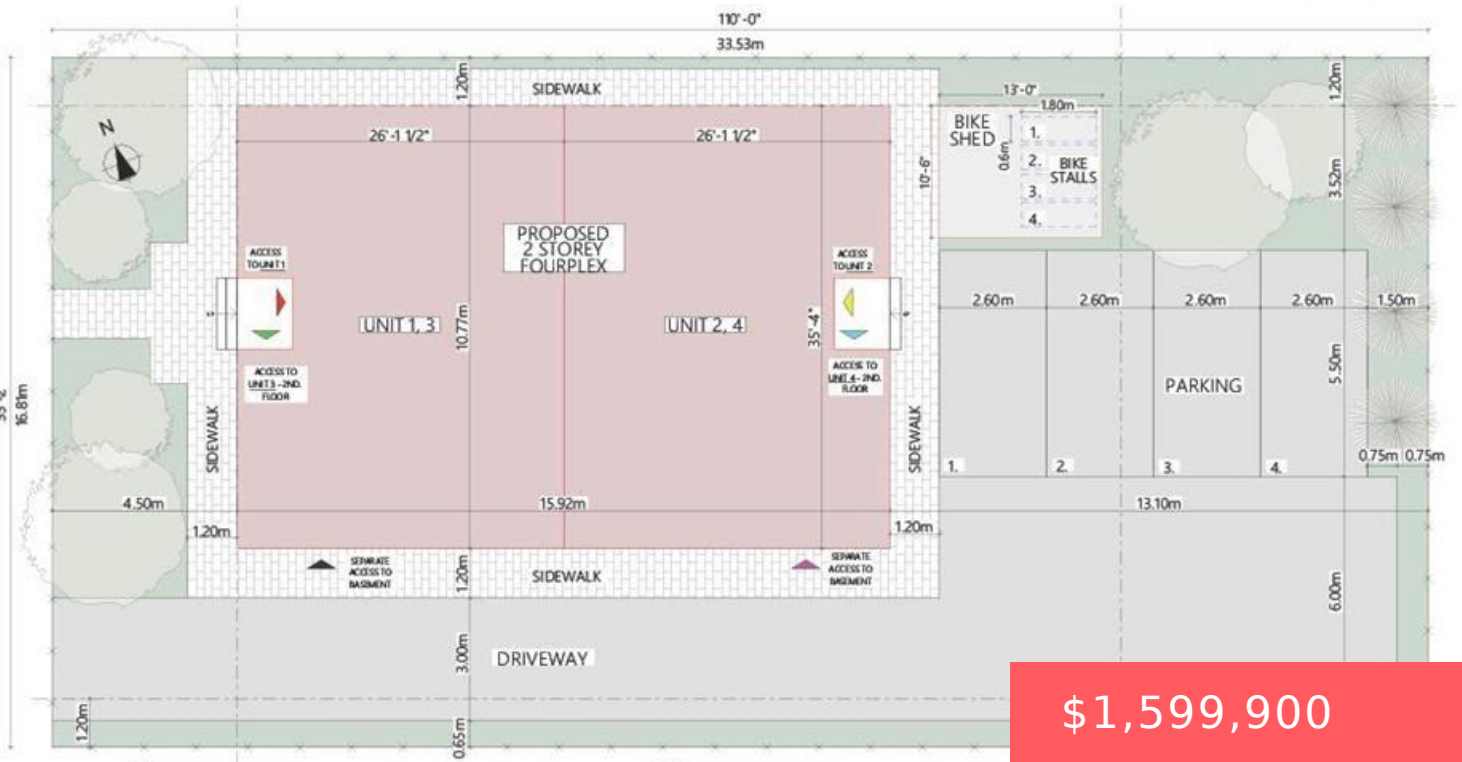 110'-0"
33.53m
1.20m
SIDEWALK
1.20m
13'-0"
1.80m
N
26'-1 1/2"
26'-1 1/2"
BIKE
SHED
0.6m
1.
2.
3.
4.
BIKE
STALLS
10'-6"
3.52m
PROPOSED
2 STOREY
FOURPLEX
ACCESS
TO UNIT 1
ACCESS
TO UNIT 2
UNIT 1, 3
10.77m
UNIT 2, 4
35'-4"
2.60m
2.60m
2.60m
2.60m
1.50m
ACCESS TO
UNIT 3 - 2ND.
FLOOR
ACCESS TO
UNIT 4 - 2ND.
FLOOR
16.81m
5.50m
PARKING
SIDEWALK
SIDEWALK
1.
2.
3.
4.
0.75m 0.75m
4.50m
15.92m
13.10m
1.20m
1.20m
SEPARATE
ACCESS TO
BASEMENT
1.20m
SIDEWALK
SEPARATE
ACCESS TO
BASEMENT
6.00m
3.00m
DRIVEWAY
1.20m
0.65m
$1,599,900